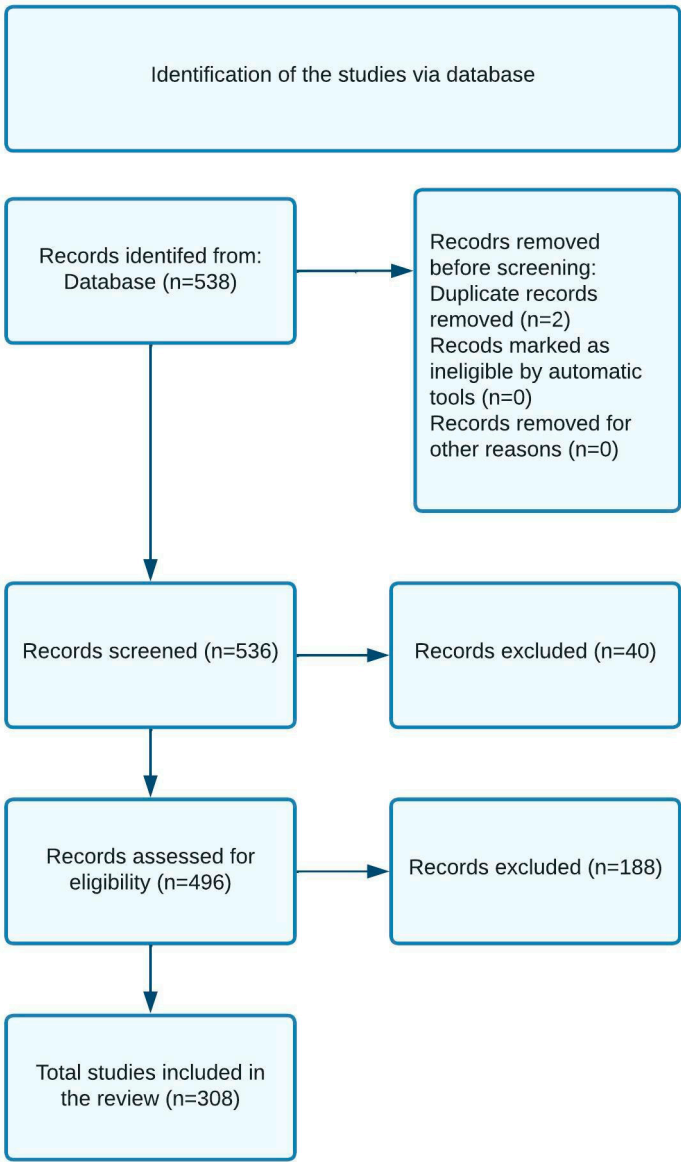 Identification of the studies via database
Records identifed from:
Database (n=538)
Recodrs removed
before screening:
Duplicate records
removed (n=2)
Recods marked as
ineligible by automatic
tools (n=0)
Records removed for
other reasons (n=0)
Records screened (n=536)
Records excluded (n=40)
Records assessed for
eligibility (n=496)
Records excluded (n=188)
Total studies included in
the review (n=308)